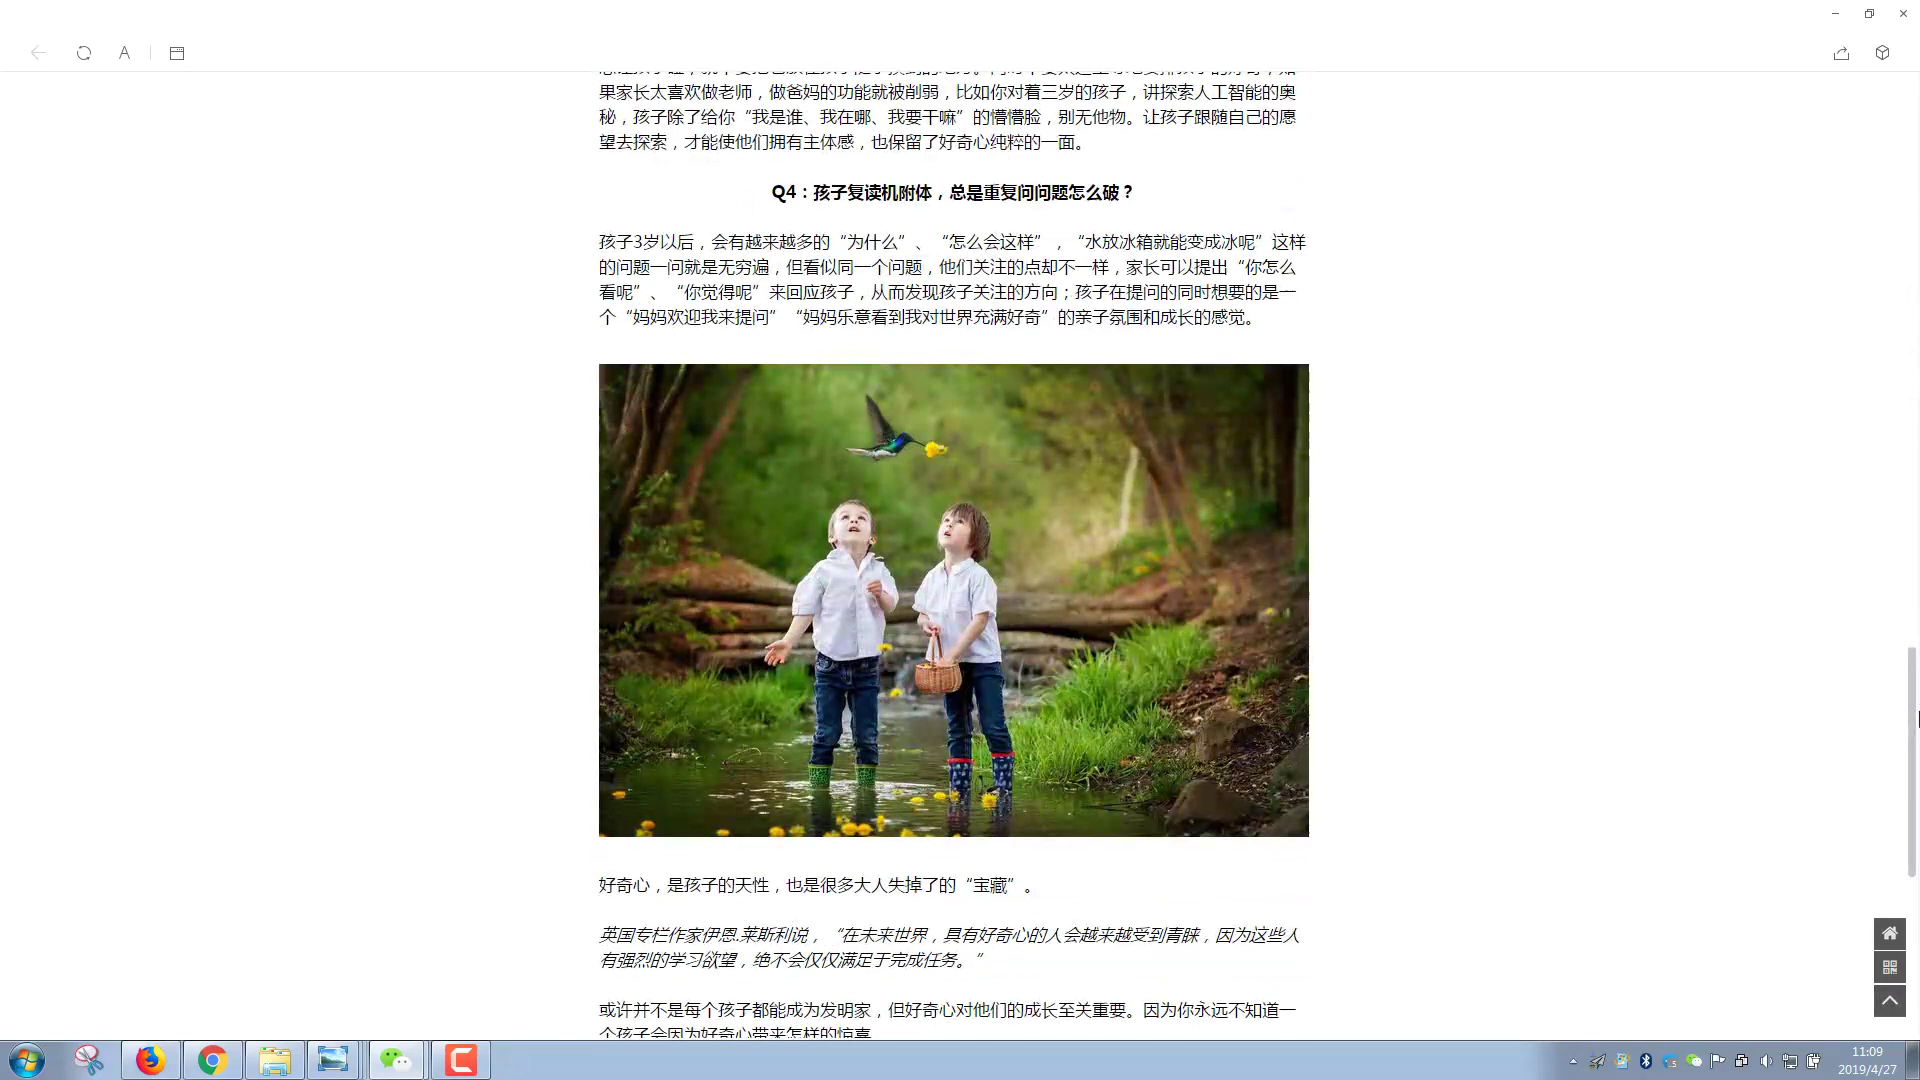 果家长太喜欢做老师，做爸妈的功能就被削弱，比如你对着三岁的孩子，讲探索人工智能的奥
秘，孩子除了给你“我是谁、我在哪、我要干嘛”的懵懵脸，别无他物。让孩子跟随自己的愿
望去探索，才能使他们拥有主体感，也保留了好奇心纯粹的一面。
Q4：孩子复读机附体，总是重复问问题怎么破？
孩子3岁以后，会有越来越多的“为什么”、“怎么会这样”，“水放冰箱就能变成冰呢”这样
的问题一问就是无穷遍，但看似同一个问题，他们关注的点却不一样，家长可以提出“你怎么
看呢”、“你觉得呢”来回应孩子，从而发现孩子关注的方向；孩子在提问的同时想要的是一
个“妈妈欢迎我来提问”“妈妈乐意看到我对世界充满好奇”的亲子氛围和成长的感觉。
好奇心，是孩子的天性，也是很多大人失掉了的“宝藏”。
英国专栏作家伊恩.莱斯利说，“在未来世界，具有好奇心的人会越来越受到青睐，因为这些人
有强烈的学习欲望，绝不会仅仅满足于完成任务。”
或许并不是每个孩子都能成为发明家，但好奇心对他们的成长至关重要。因为你永远不知道一
个孩子会因为好奇心带来怎样的惊喜
11:09
2019/4/27